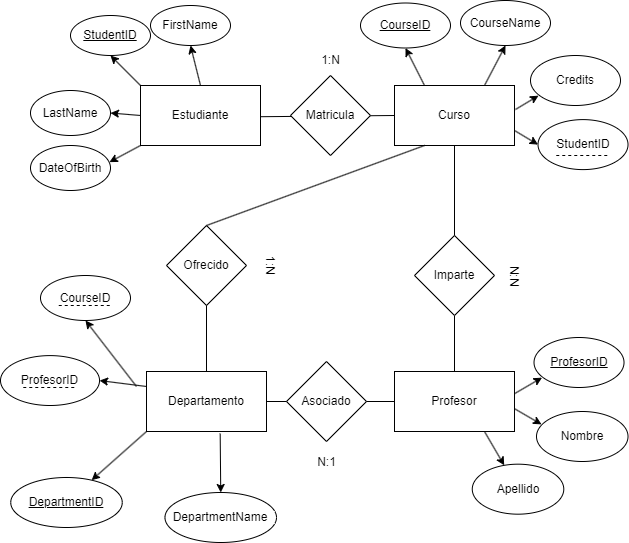 FirstName
StudentID
CourseID
CourseName
1:N
Credits
LastName
Estudiante
Matricula
Curso
StudentID
DateOfBirth
Ofrecido
1:N
Imparte
N:N
CourseID
ProfesorID
ProfesorID
Departamento
Asociado
Profesor
Nombre
N:1
Apellido
DepartmentID
DepartmentName